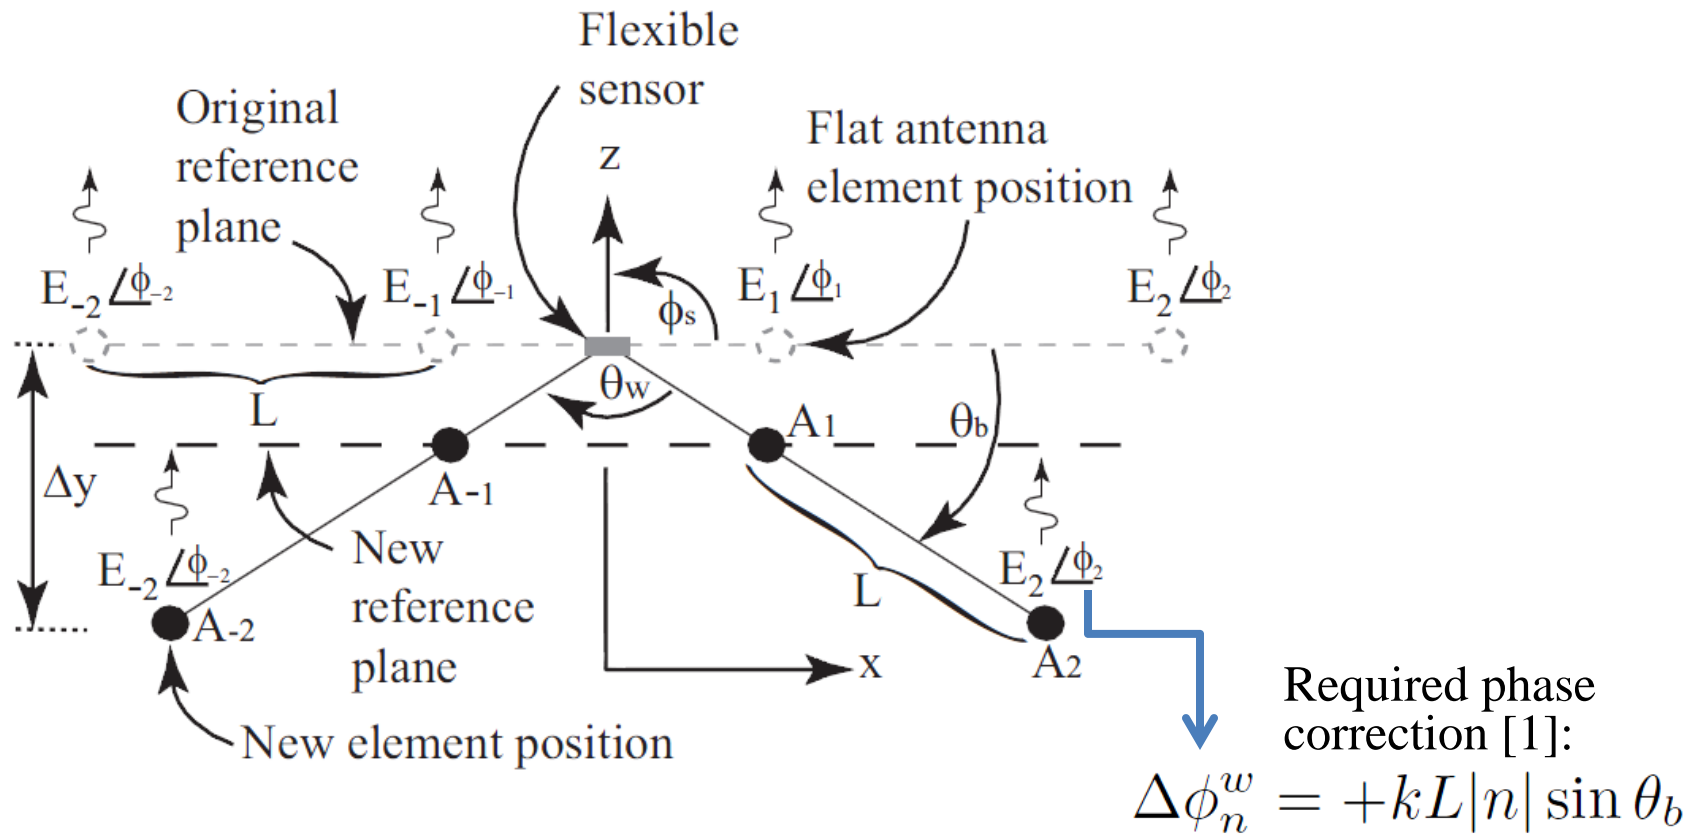 Flexible
sensor
Original
reference
plane
z
Flat antenna
element position
E₋₂∠ϕ₋₂
E₋₁∠ϕ₋₁
ϕs
E₁∠ϕ₁
E₂∠ϕ₂
L
θw
A1
θb
Δy
A-1
New
reference
plane
E₋₂∠ϕ₋₂
E₂∠ϕ₂
L
A-2
x
A2
New element position
Required phase
correction [1]:
Δϕₙʷ = +kL|n| sin θ_b